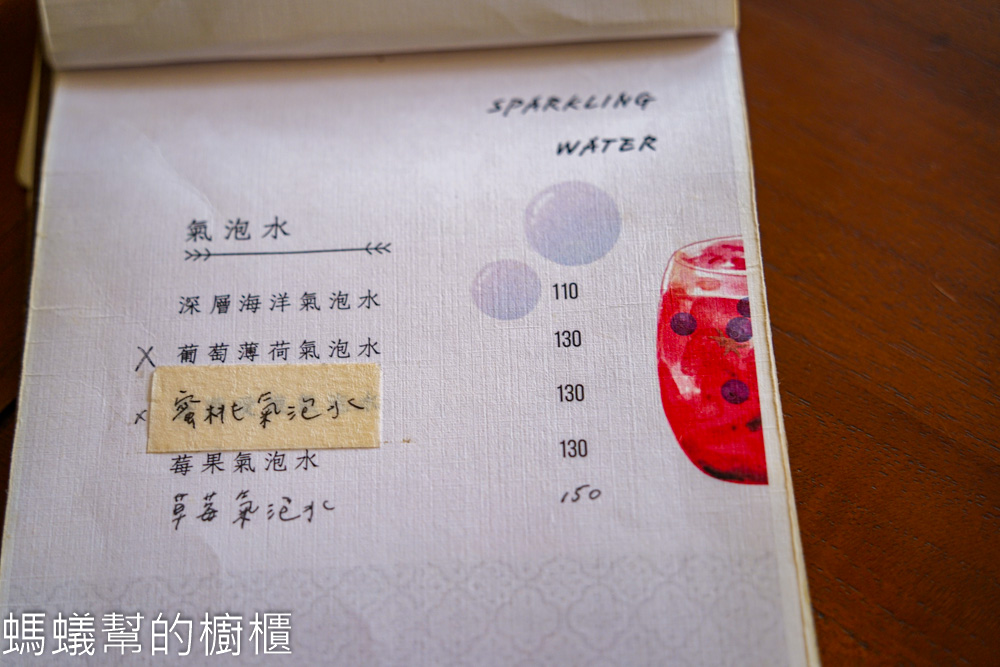 SPARKLING
WATER
氣泡水
深層海洋氣泡水 110
X 葡萄薄荷氣泡水 130
x 蜜桃氣泡水 130
莓果氣泡水 130
草莓氣泡水 150
螞蟻幫的櫥櫃